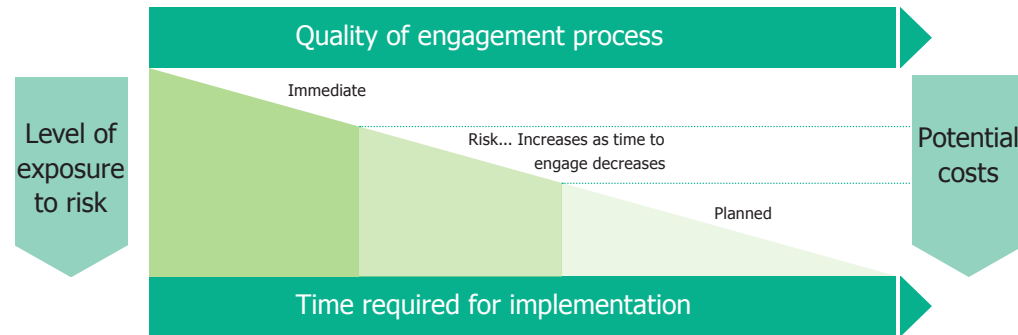 Quality of engagement process
Immediate
Level of
exposure
to risk
Risk... Increases as time to
engage decreases
Potential
costs
Planned
Time required for implementation